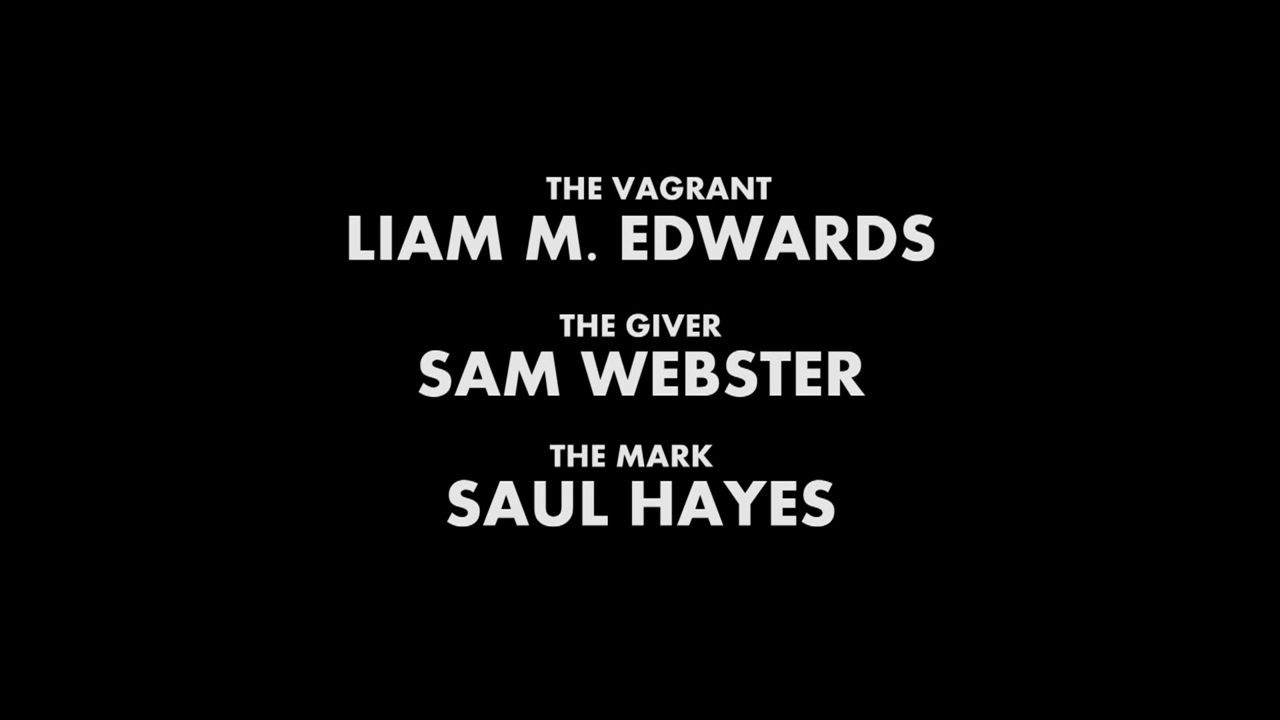 THE VAGRANT
LIAM M. EDWARDS
THE GIVER
SAM WEBSTER
THE MARK
SAUL HAYES